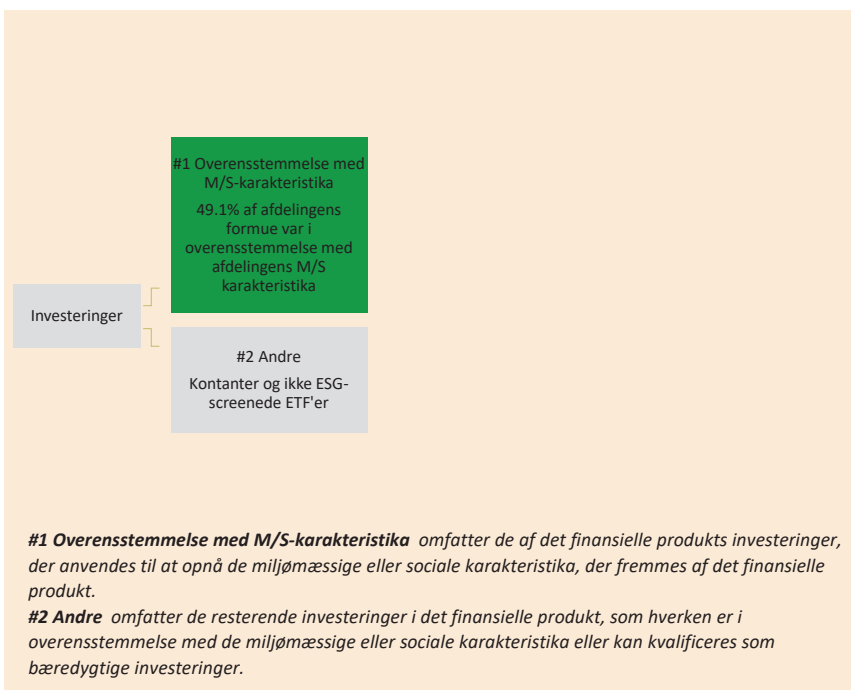 #1 Overensstemmelse med
M/S-karakteristika
49.1% af afdelingens
formue var i
overensstemmelse med
afdelingens M/S
karakteristika
Investeringer
#2 Andre
Kontanter og ikke ESG-
screenede ETF'er
#1 Overensstemmelse med M/S-karakteristika omfatter de af det finansielle produkts investeringer,
der anvendes til at opnå de miljømæssige eller sociale karakteristika, der fremmes af det finansielle
produkt.
#2 Andre omfatter de resterende investeringer i det finansielle produkt, som hverken er i
overensstemmelse med de miljømæssige eller sociale karakteristika eller kan kvalificeres som
bæredygtige investeringer.